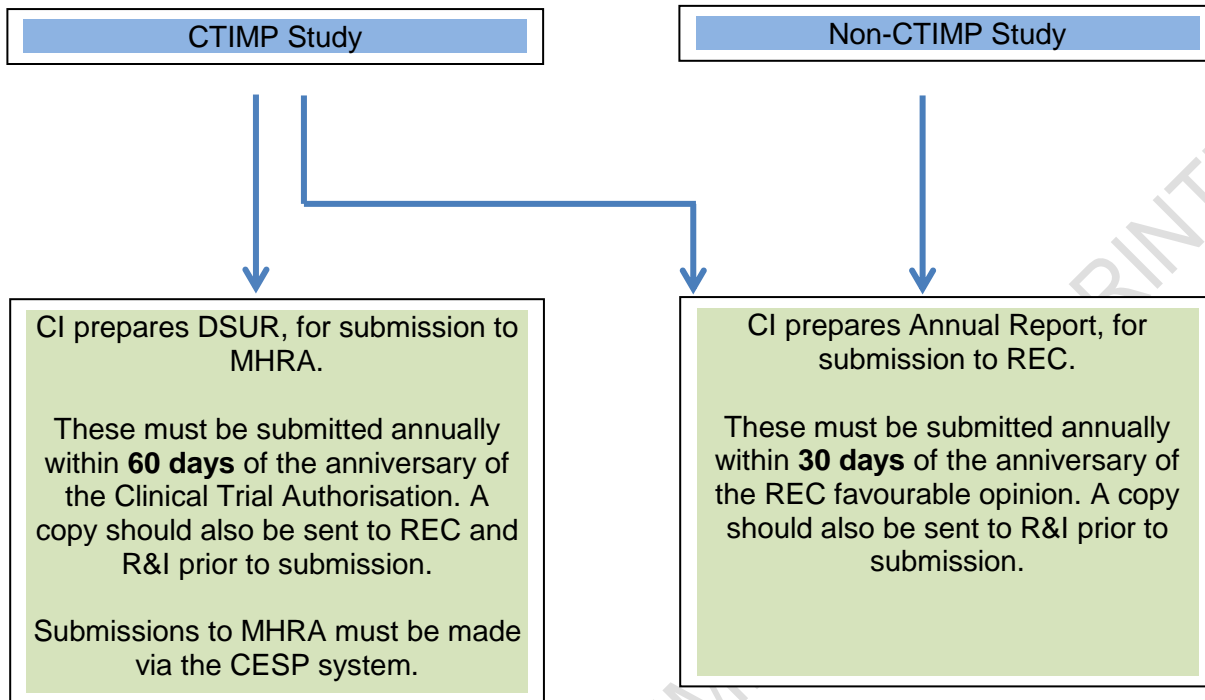 CTIMP Study
Non-CTIMP Study
CI prepares DSUR, for submission to
MHRA.
These must be submitted annually
within 60 days of the anniversary of
the Clinical Trial Authorisation. A
copy should also be sent to REC and
R&I prior to submission.
Submissions to MHRA must be made
via the CESP system.
CI prepares Annual Report, for
submission to REC.
These must be submitted annually
within 30 days of the anniversary of
the REC favourable opinion. A copy
should also be sent to R&I prior to
submission.